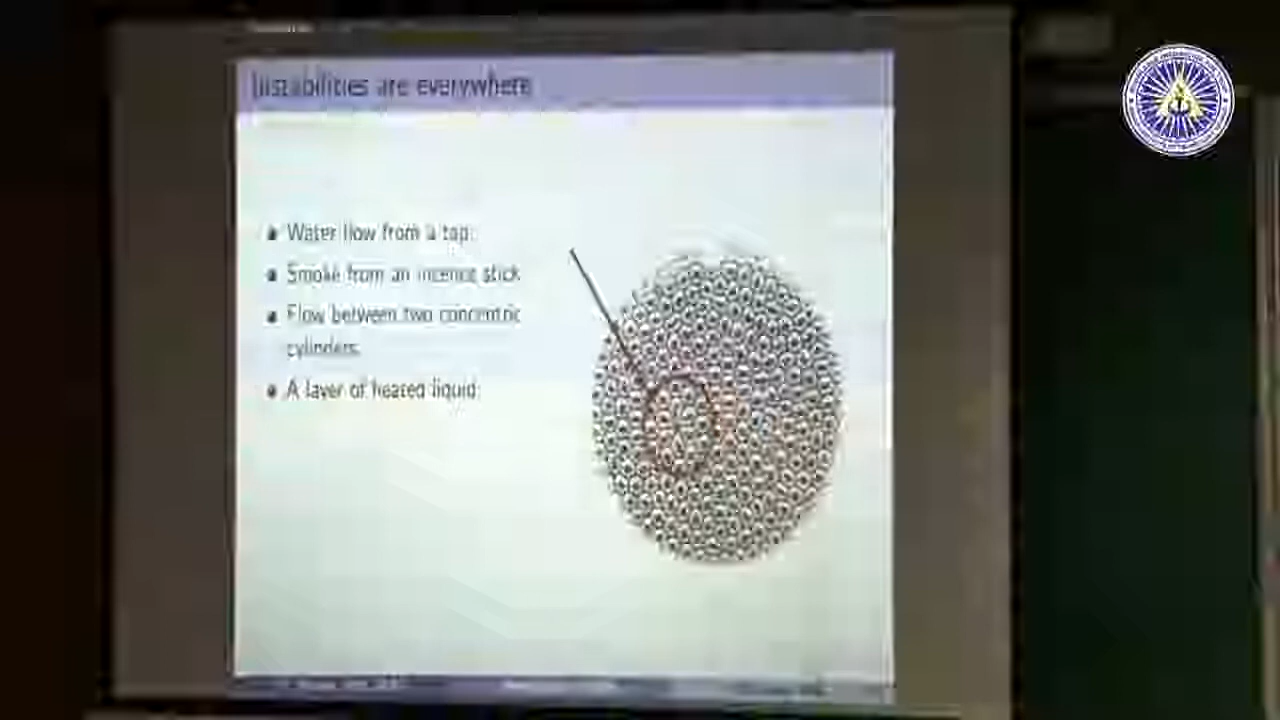 Instabilities are everywhere
Water flow from a tap.
Smoke from an incense stick
Flow between two concentric
cylinders.
A layer of heated liquid.